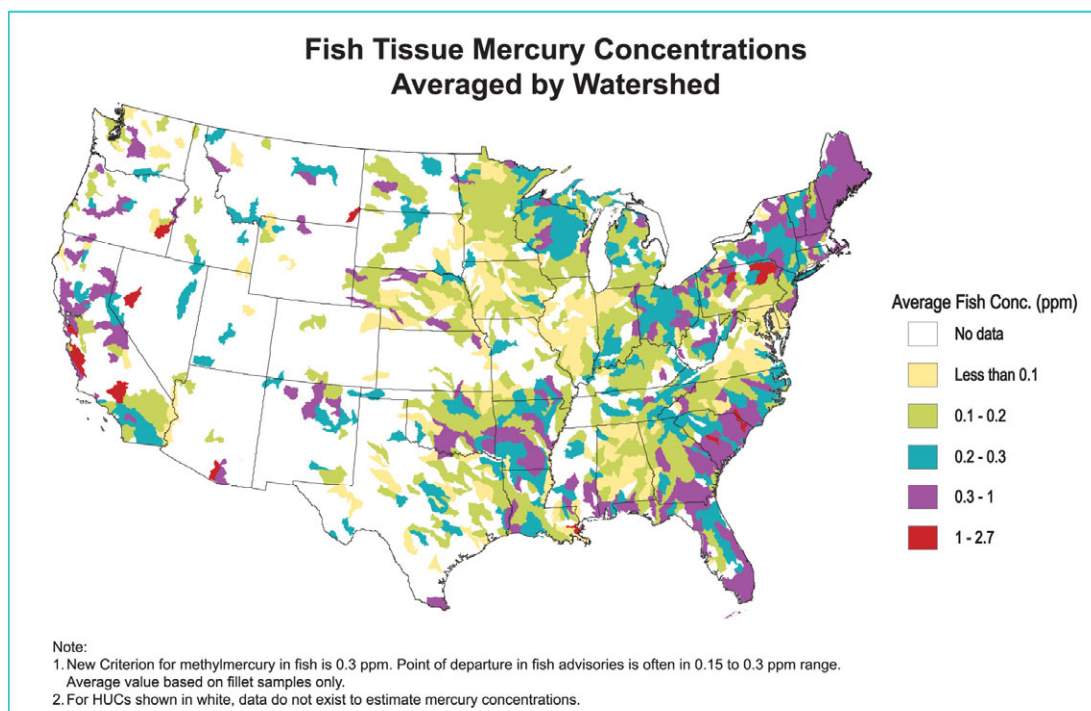 Fish Tissue Mercury Concentrations
Averaged by Watershed
Average Fish Conc. (ppm)
No data
Less than 0.1
0.1 - 0.2
0.2 - 0.3
0.3 - 1
1 - 2.7
Note:
1. New Criterion for methylmercury in fish is 0.3 ppm. Point of departure in fish advisories is often in 0.15 to 0.3 ppm range.
Average value based on fillet samples only.
2. For HUCs shown in white, data do not exist to estimate mercury concentrations.